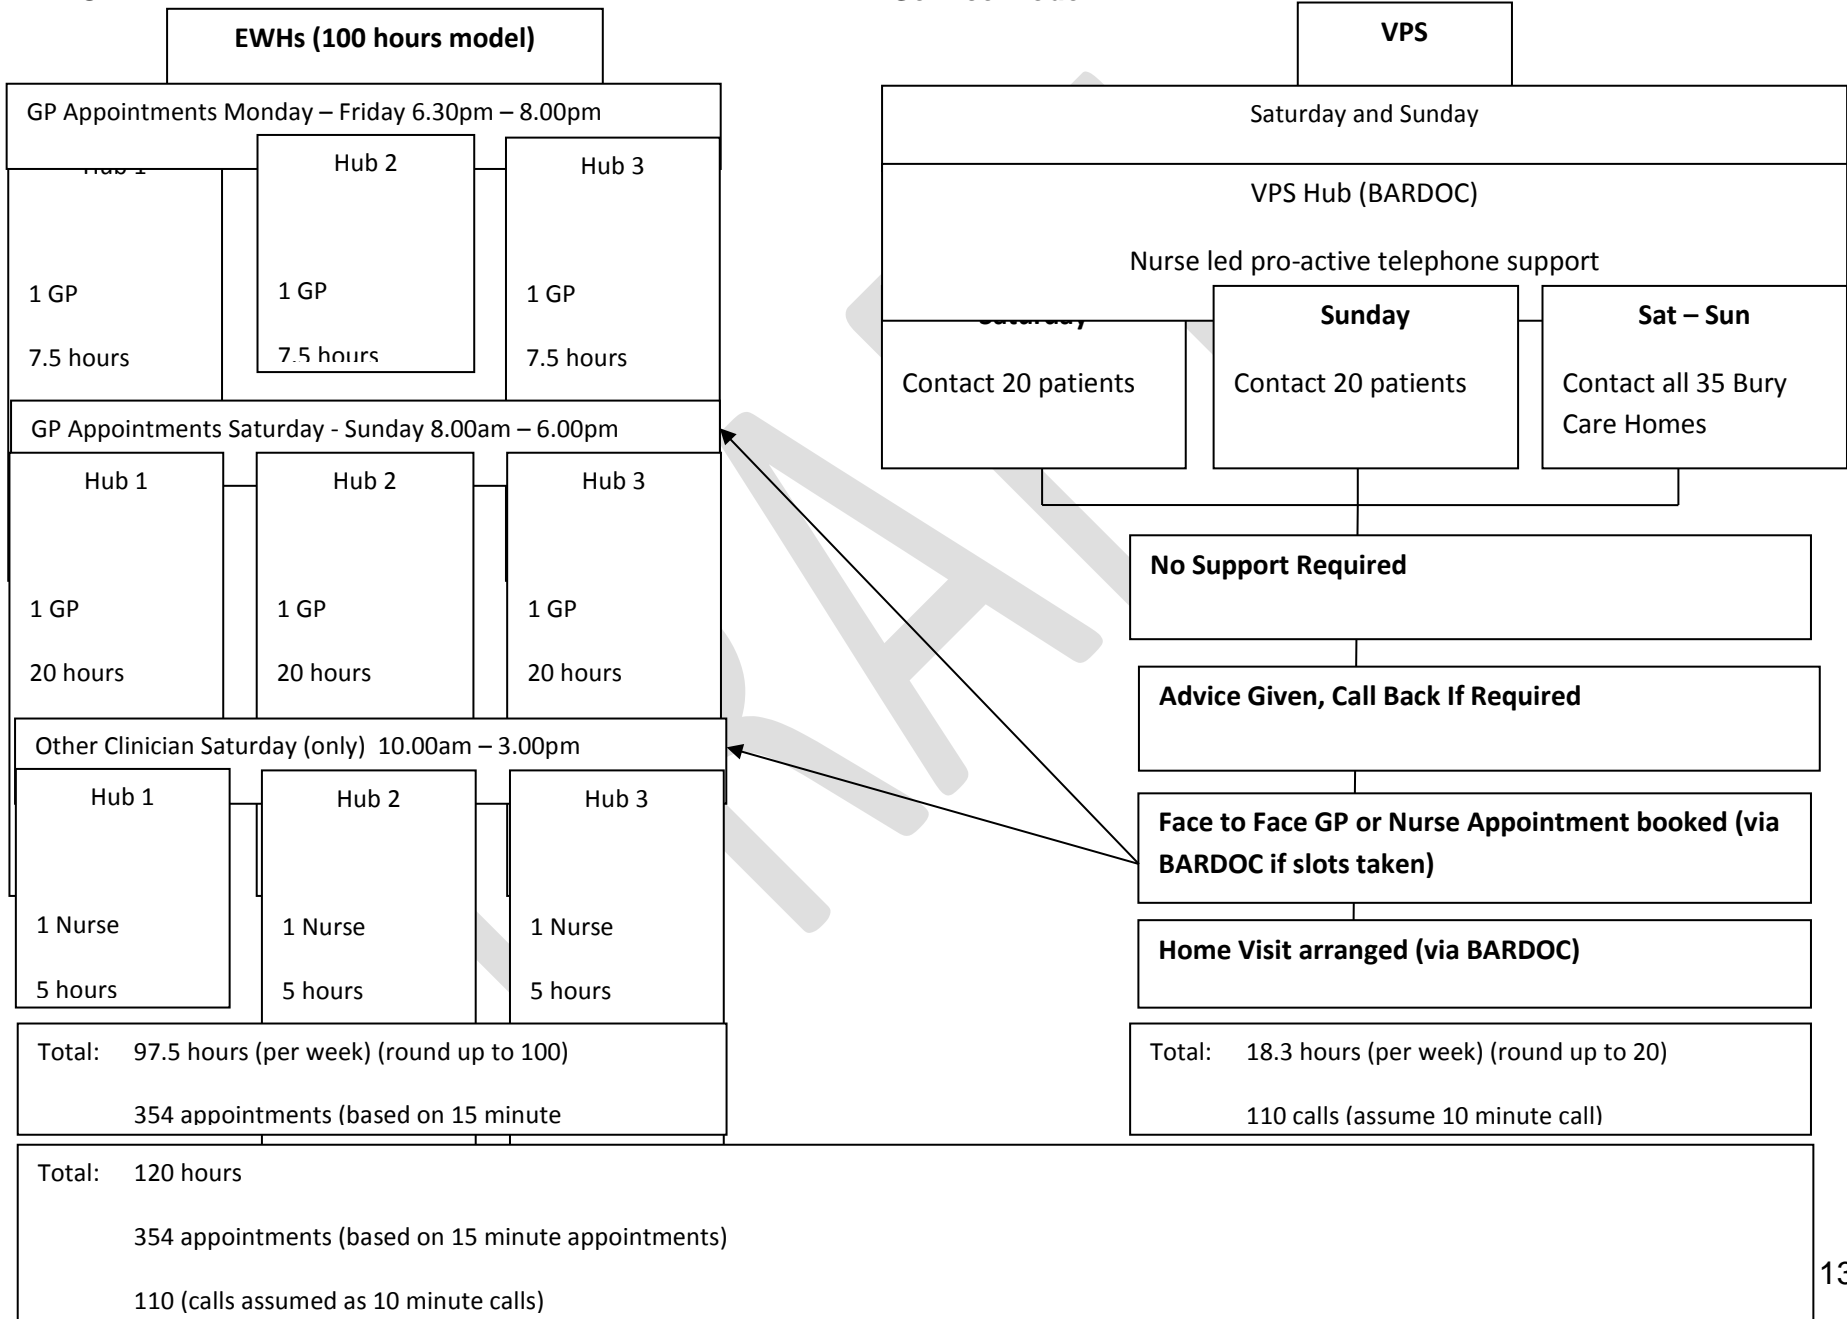 EWHs (100 hours model)
GP Appointments Monday – Friday 6.30pm – 8.00pm
Hub 1
1 GP
7.5 hours
Hub 2
1 GP
7.5 hours
Hub 3
1 GP
7.5 hours
GP Appointments Saturday - Sunday 8.00am – 6.00pm
Hub 1
1 GP
20 hours
Hub 2
1 GP
20 hours
Hub 3
1 GP
20 hours
Other Clinician Saturday (only) 10.00am – 3.00pm
Hub 1
1 Nurse
5 hours
Hub 2
1 Nurse
5 hours
Hub 3
1 Nurse
5 hours
Total: 97.5 hours (per week) (round up to 100)
354 appointments (based on 15 minute
VPS
Saturday and Sunday
VPS Hub (BARDOC)
Nurse led pro-active telephone support
Saturday
Contact 20 patients
Sunday
Contact 20 patients
Sat – Sun
Contact all 35 Bury
Care Homes
No Support Required
Advice Given, Call Back If Required
Face to Face GP or Nurse Appointment booked (via
BARDOC if slots taken)
Home Visit arranged (via BARDOC)
Total: 18.3 hours (per week) (round up to 20)
110 calls (assume 10 minute call)
Total: 120 hours
354 appointments (based on 15 minute appointments)
110 (calls assumed as 10 minute calls)
13